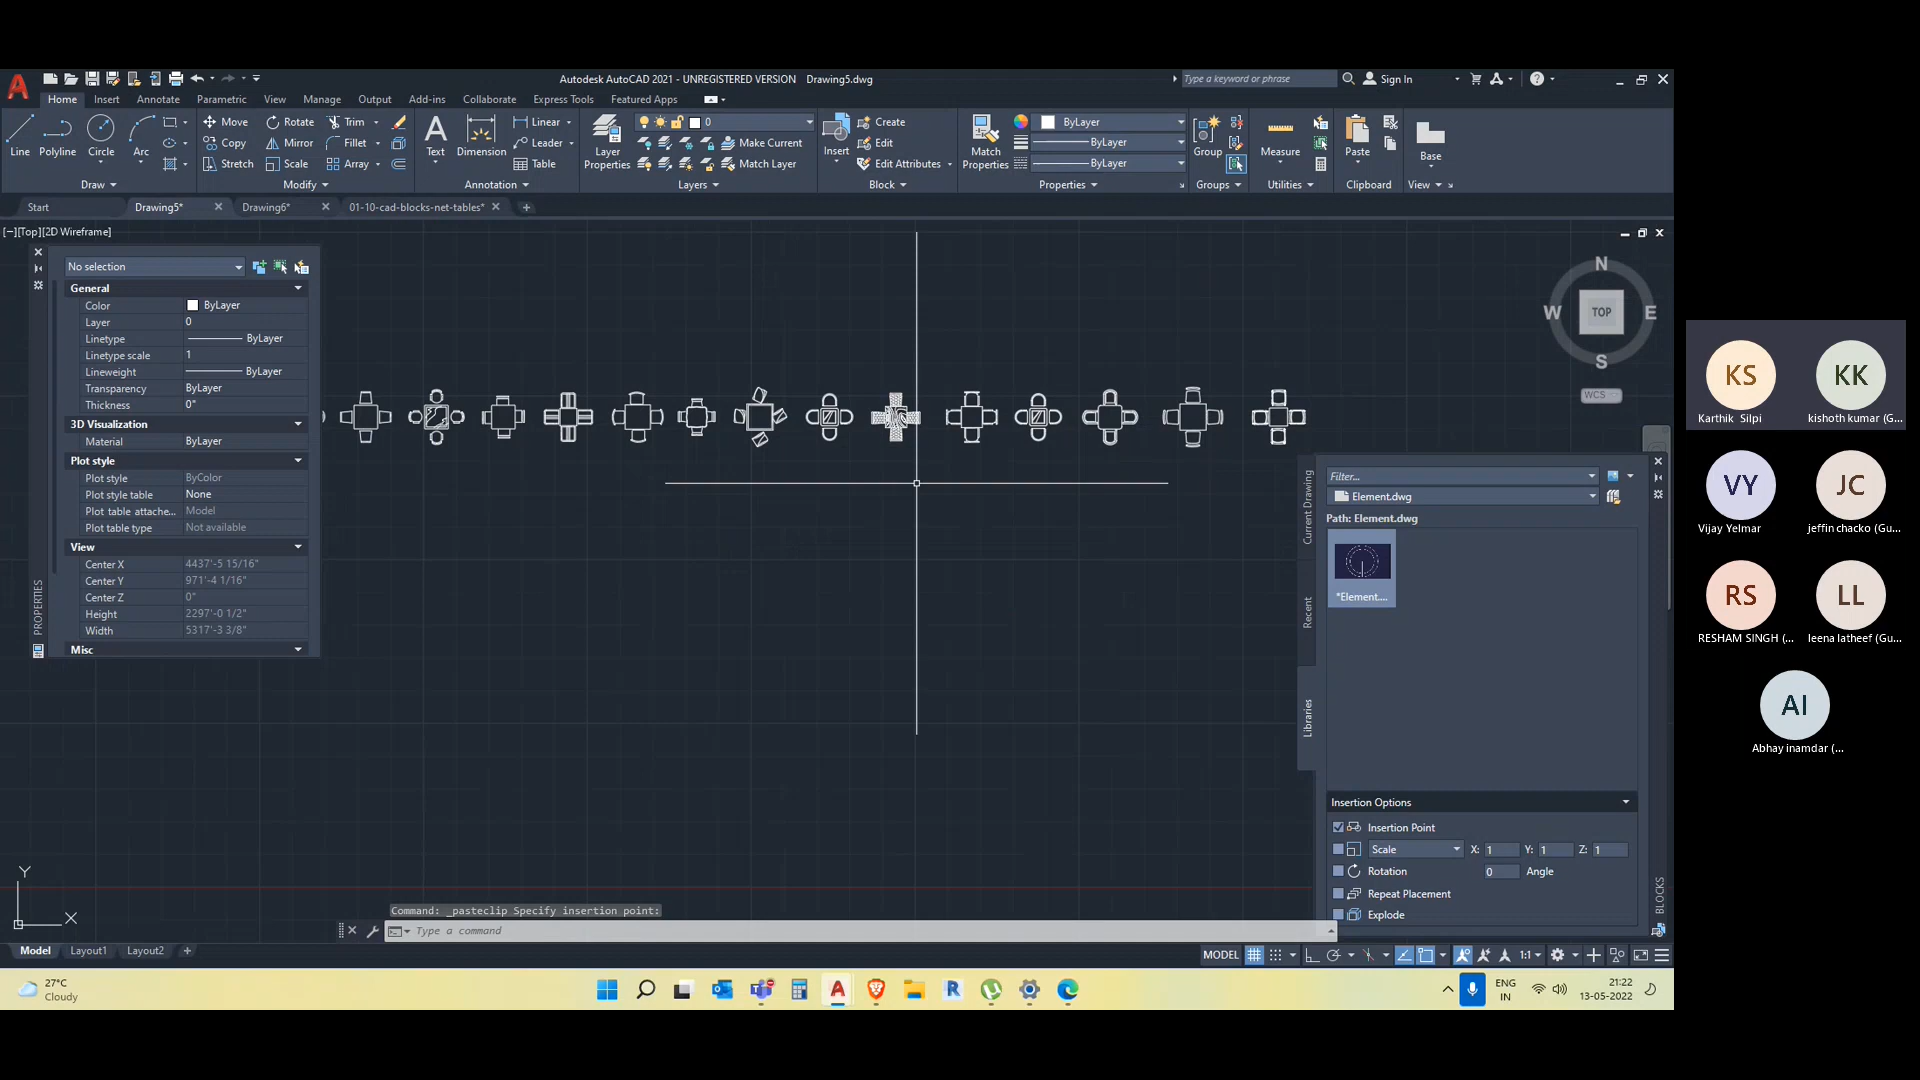 Autodesk AutoCAD 2021 - UNREGISTERED VERSION Drawing5.dwg
Type a keyword or phrase
Sign In
Home Insert Annotate Parametric View Manage Output Add-ins Collaborate Express Tools Featured Apps
Line Polyline Circle Arc
Move Rotate Trim
Copy Mirror Fillet
Stretch Scale Array
Text Dimension
Linear
Leader
Table
Layer Properties
0
Make Current
Match Layer
Insert
Create
Edit
Edit Attributes
Match Properties
ByLayer
ByLayer
ByLayer
Group
Measure
Paste
Base
Draw Modify Annotation Layers Block Properties Groups Utilities Clipboard View
Start Drawing5* Drawing6* 01-10-cad-blocks-net-tables*
[−][Top][2D Wireframe]
No selection
General
Color ByLayer
Layer 0
Linetype ByLayer
Linetype scale 1
Lineweight ByLayer
Transparency ByLayer
Thickness 0"
3D Visualization
Material ByLayer
Plot style
Plot style ByColor
Plot style table None
Plot table attache... Model
Plot table type Not available
View
Center X 4437'-5 15/16"
Center Y 971'-4 1/16"
Center Z 0"
Height 2297'-0 1/2"
Width 5317'-3 3/8"
Misc
PROPERTIES
N
W TOP E
S
WCS
Filter...
Element.dwg
Path: Element.dwg
*Element....
Current Drawing
Recent
Libraries
Insertion Options
Insertion Point
Scale X: 1 Y: 1 Z: 1
Rotation 0 Angle
Repeat Placement
Explode
BLOCKS
Y
X
Command: _pasteclip Specify insertion point:
Type a command
Model Layout1 Layout2
MODEL 1:1
27°C
Cloudy
R
ENG
IN
21:22
13-05-2022
KS
Karthik Silpi
KK
kishoth kumar (G...
VY
Vijay Yelmar
JC
jeffin chacko (Gu...
RS
RESHAM SINGH (...
LL
leena latheef (Gu...
AI
Abhay inamdar (...